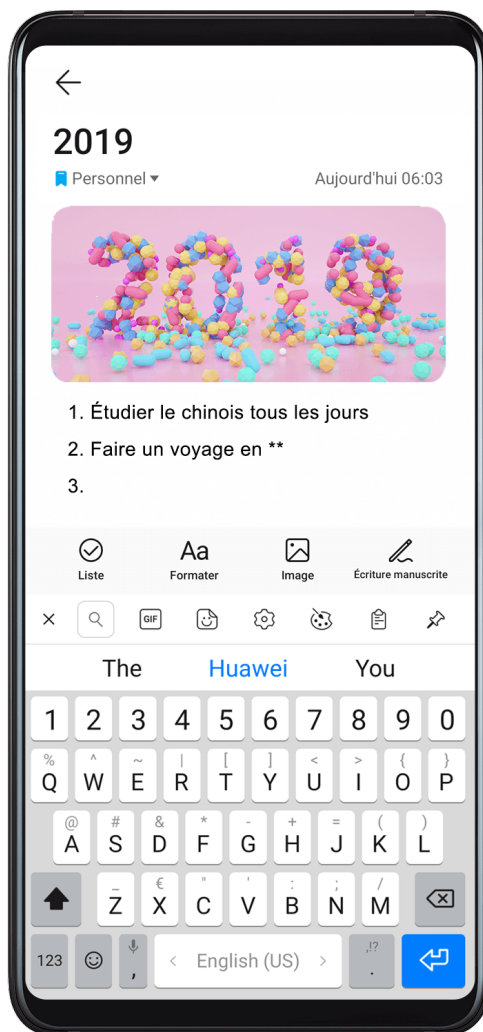 2019
Personnel Aujourd'hui 06:03
2019
1. Étudier le chinois tous les jours
2. Faire un voyage en **
3.
Aa
Liste Formater Image Écriture manuscrite
GIF
The Huawei You
1 2 3 4 5 6 7 8 9 0
% ^ ~ | [ ] < > { }
Q W E R T Y U I O P
@ # & * - + = ( )
A S D F G H J K L
_ € " ' : ; /
Z X C V B N M
123 , < English (US) > ,!? .